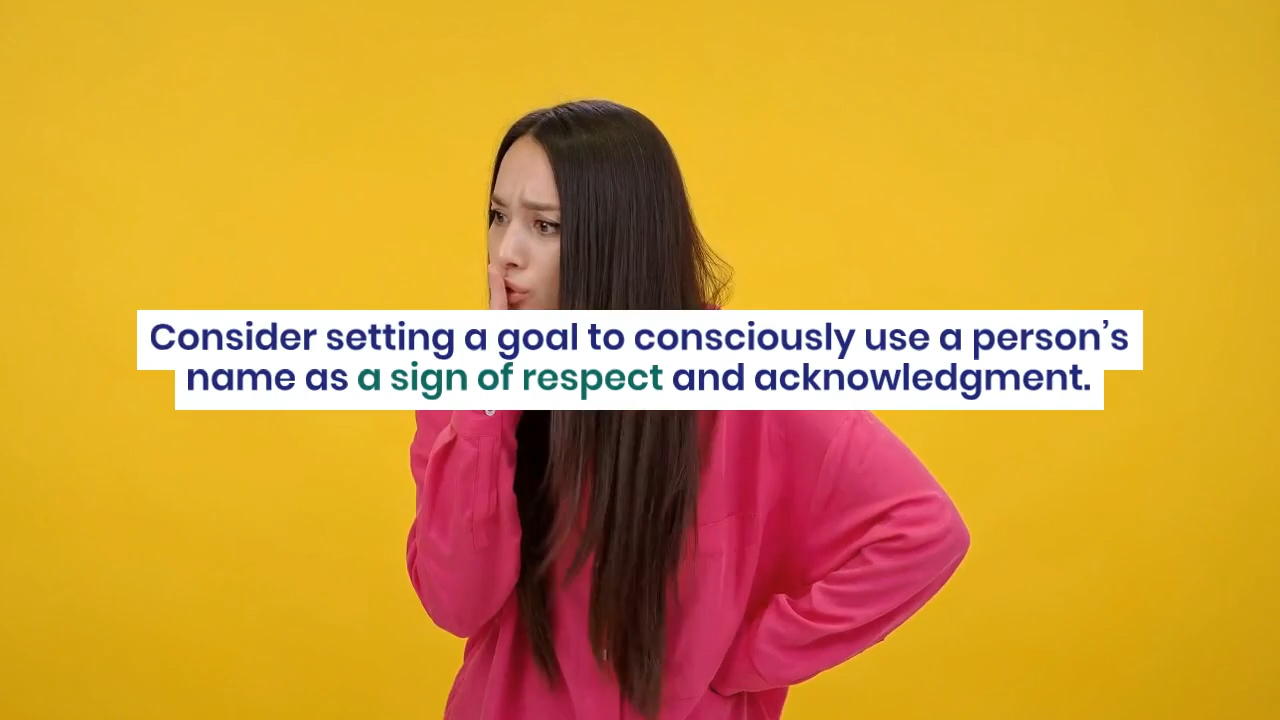 Consider setting a goal to consciously use a person’s
name as a sign of respect and acknowledgment.